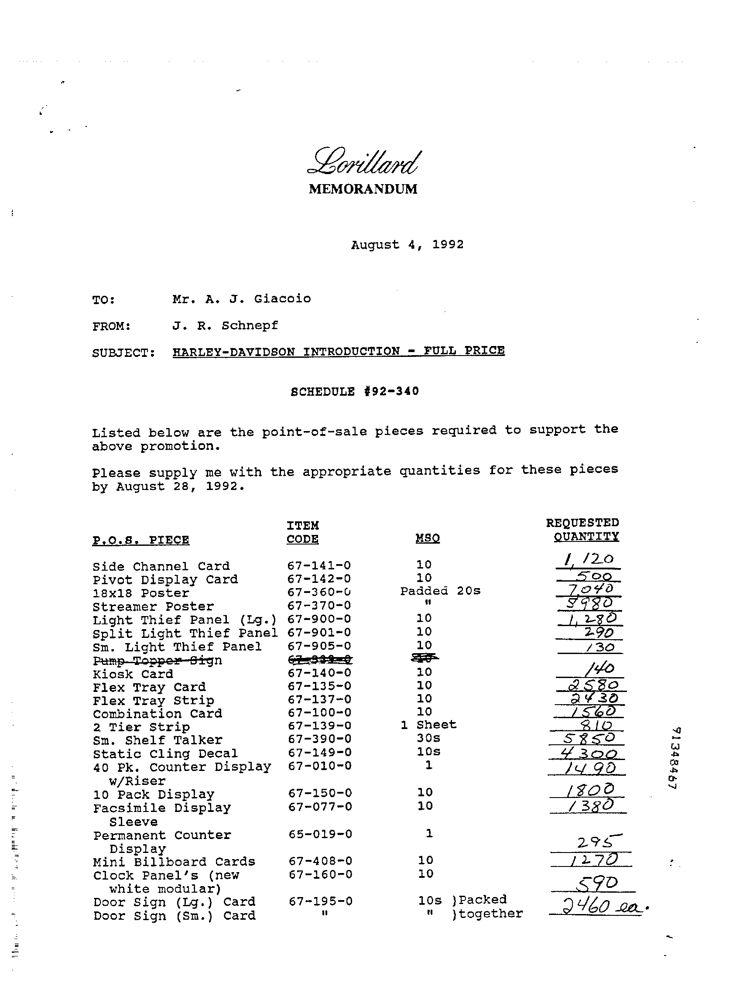 Lorillard
MEMORANDUM
August 4, 1992
TO: Mr. A. J. Giacoio
FROM: J. R. Schnepf
SUBJECT: HARLEY-DAVIDSON INTRODUCTION - FULL PRICE
SCHEDULE #92-340
Listed below are the point-of-sale pieces required to support the
above promotion.
Please supply me with the appropriate quantities for these pieces
by August 28, 1992.
ITEM REQUESTED
P.O.S. PIECE CODE MSQ QUANTITY
Side Channel Card 67-141-0 10 1,120
Pivot Display Card 67-142-0 10 500
18x18 Poster 67-360-0 Padded 20s 7040
Streamer Poster 67-370-0 " 9980
Light Thief Panel (Lg.) 67-900-0 10 1,280
Split Light Thief Panel 67-901-0 10 290
Sm. Light Thief Panel 67-905-0 10 130
Pump Topper Sign
Kiosk Card 67-140-0 10 140
Flex Tray Card 67-135-0 10 2580
Flex Tray Strip 67-137-0 10 2430
Combination Card 67-100-0 10 1560
2 Tier Strip 67-139-0 1 Sheet 810
Sm. Shelf Talker 67-390-0 30s 5850
Static Cling Decal 67-149-0 10s 4300
40 Pk. Counter Display 67-010-0 1 1490
w/Riser
10 Pack Display 67-150-0 10 1800
Facsimile Display 67-077-0 10 1380
Sleeve
Permanent Counter 65-019-0 1
Display 295
Mini Billboard Cards 67-408-0 10 1270
Clock Panel's (new 67-160-0 10
white modular) 590
Door Sign (Lg.) Card 67-195-0 10s )Packed 2460 ea.
Door Sign (Sm.) Card " " )together
91348467